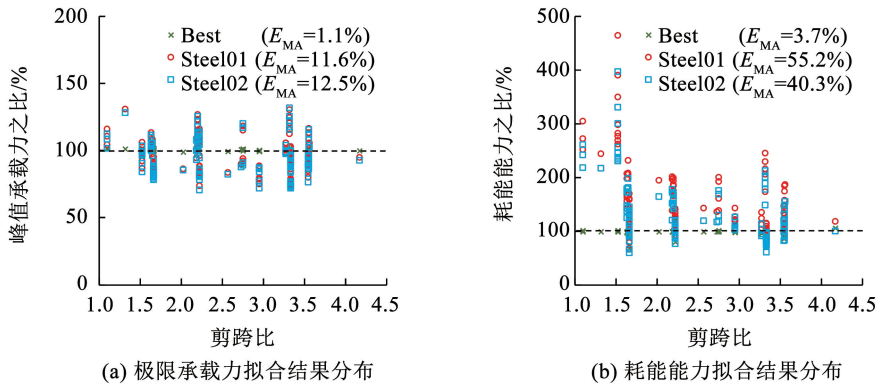 200
150
100
50
0
峰值承载力之比/%
× Best (EMA=1.1%)
○ Steel01 (EMA=11.6%)
□ Steel02 (EMA=12.5%)
1.0 1.5 2.0 2.5 3.0 3.5 4.0 4.5
剪跨比
(a) 极限承载力拟合结果分布
500
400
300
200
100
0
耗能能力之比/%
× Best (EMA=3.7%)
○ Steel01 (EMA=55.2%)
□ Steel02 (EMA=40.3%)
1.0 1.5 2.0 2.5 3.0 3.5 4.0 4.5
剪跨比
(b) 耗能能力拟合结果分布